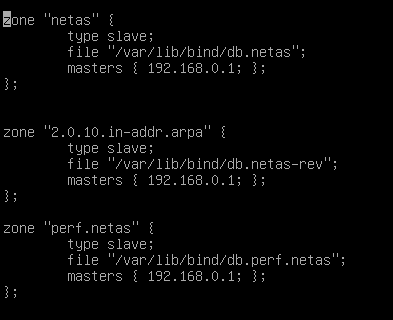 zone "netas" {
type slave;
file "/var/lib/bind/db.netas";
masters { 192.168.0.1; };
};
zone "2.0.10.in-addr.arpa" {
type slave;
file "/var/lib/bind/db.netas-rev";
masters { 192.168.0.1; };
};
zone "perf.netas" {
type slave;
file "/var/lib/bind/db.perf.netas";
masters { 192.168.0.1; };
};